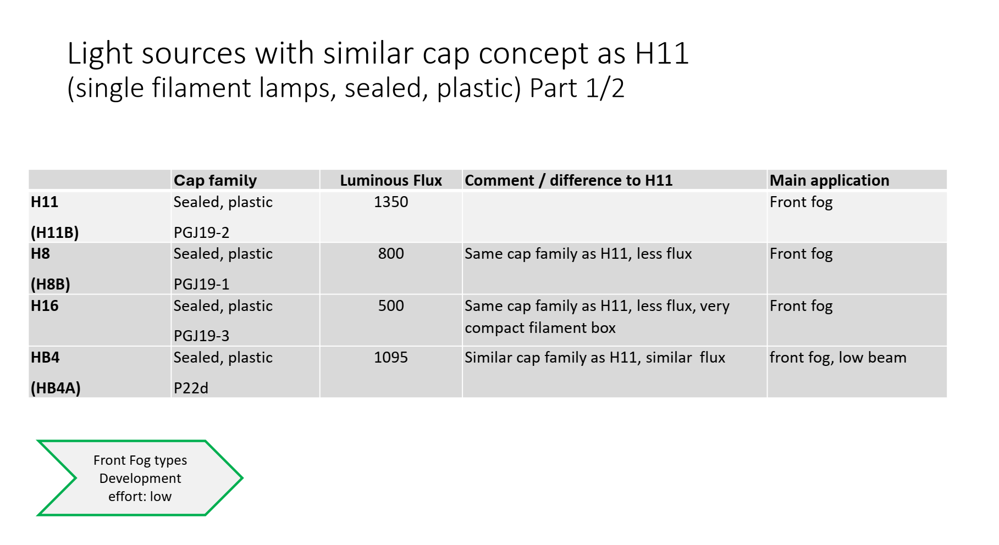 Light sources with similar cap concept as H11
(single filament lamps, sealed, plastic) Part 1/2
Cap family Luminous Flux Comment / difference to H11 Main application
H11 Sealed, plastic 1350 Front fog
(H11B) PGJ19-2
H8 Sealed, plastic 800 Same cap family as H11, less flux Front fog
(H8B) PGJ19-1
H16 Sealed, plastic 500 Same cap family as H11, less flux, very Front fog
compact filament box
PGJ19-3
HB4 Sealed, plastic 1095 Similar cap family as H11, similar  flux front fog, low beam
(HB4A) P22d
Front Fog types
Development
effort: low